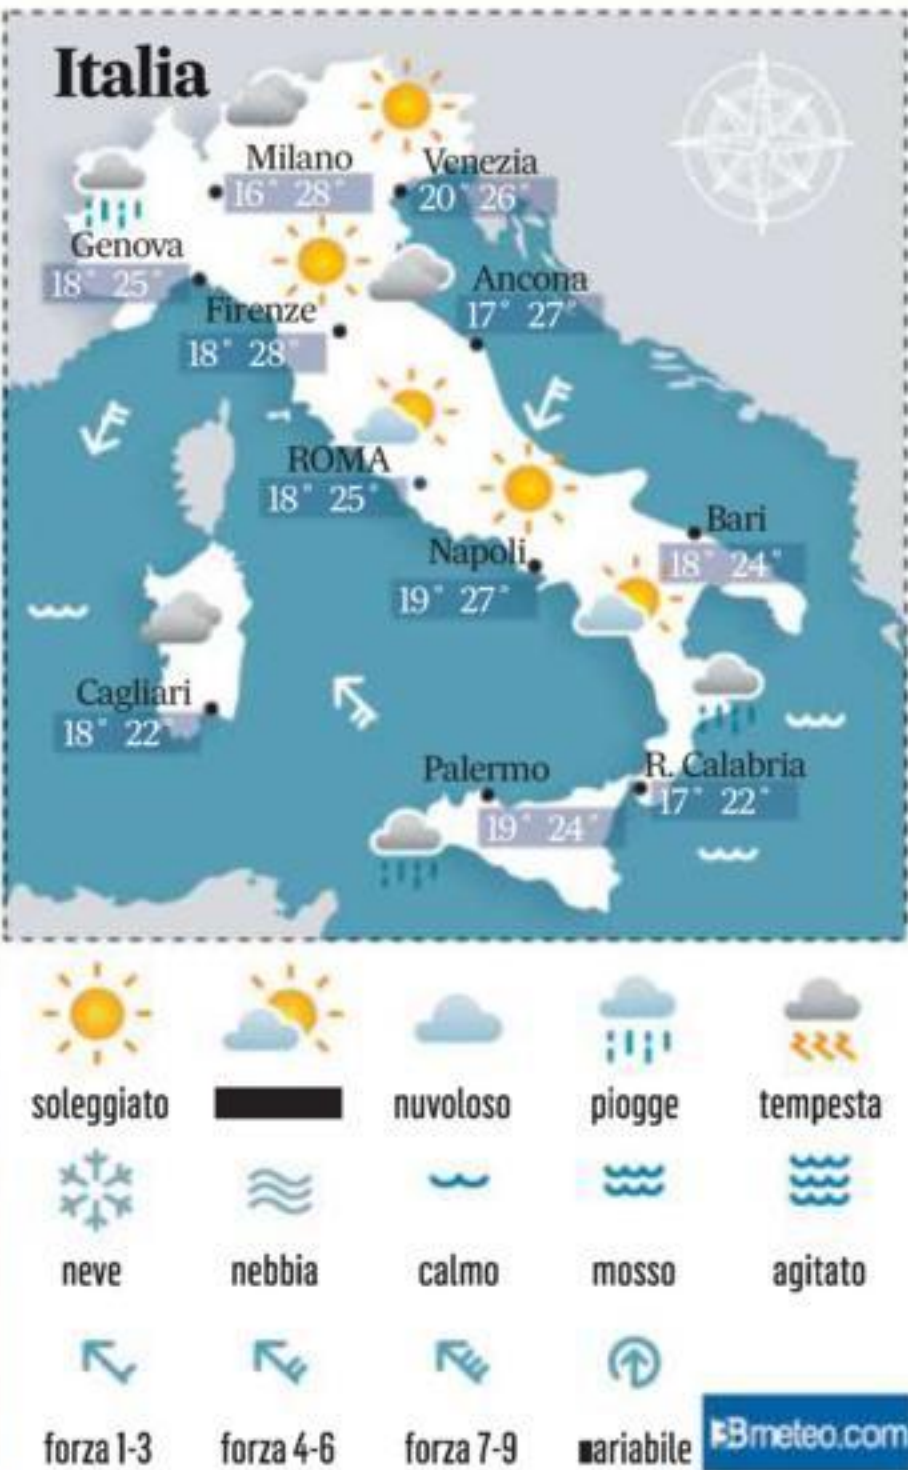 Italia
Milano
16° 28°
Venezia
20° 26°
Genova
18° 25°
Firenze
18° 28°
Ancona
17° 27°
ROMA
18° 25°
Napoli
19° 27°
Bari
18° 24°
Cagliari
18° 22°
Palermo
19° 24°
R. Calabria
17° 22°
soleggiato
nuvoloso
piogge
tempesta
neve
nebbia
calmo
mosso
agitato
forza 1-3
forza 4-6
forza 7-9
ariabile
3Bmeteo.com